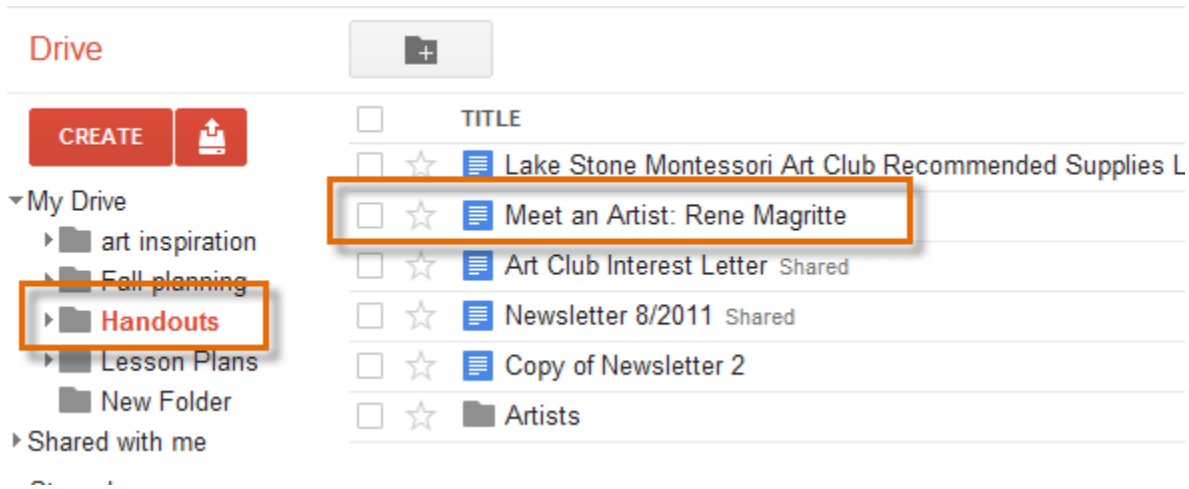 Drive
CREATE
My Drive
art inspiration
Fall planning
Handouts
Lesson Plans
New Folder
Shared with me
TITLE
Lake Stone Montessori Art Club Recommended Supplies L
Meet an Artist: Rene Magritte
Art Club Interest Letter Shared
Newsletter 8/2011 Shared
Copy of Newsletter 2
Artists